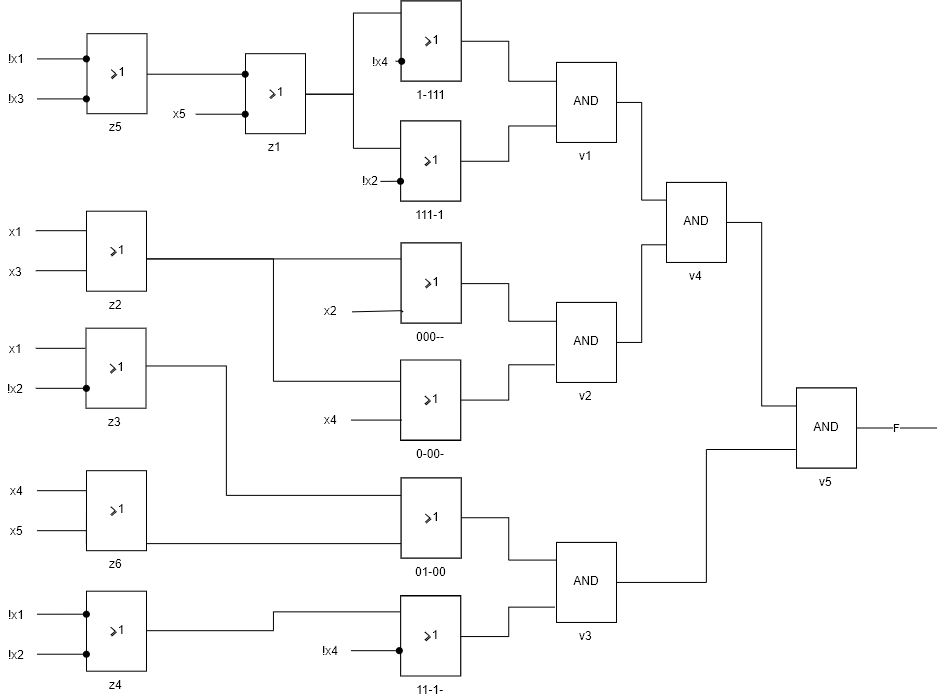 !x1
!x3
⩾1
z5
x5
⩾1
z1
!x4
⩾1
1-111
!x2
⩾1
111-1
AND
v1
x1
x3
⩾1
z2
x2
⩾1
000--
x1
!x2
⩾1
z3
x4
⩾1
0-00-
AND
v2
AND
v4
x4
x5
⩾1
z6
⩾1
01-00
!x1
!x2
⩾1
z4
!x4
⩾1
11-1-
AND
v3
AND
v5
F